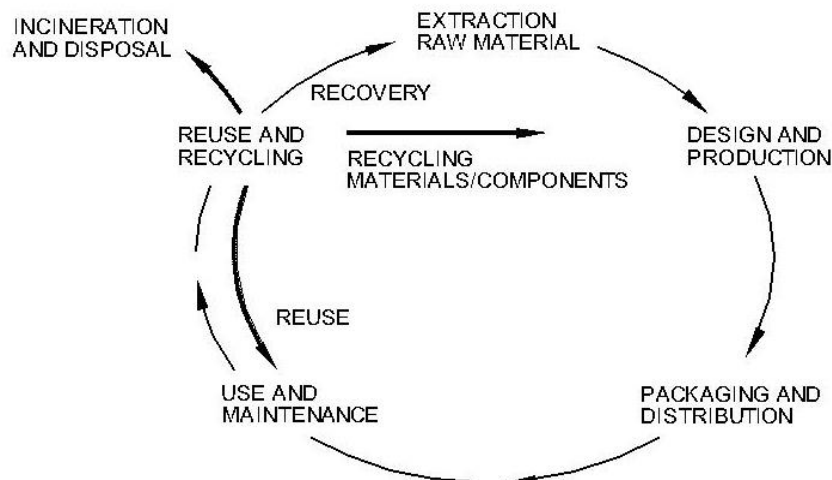 INCINERATION
AND DISPOSAL
EXTRACTION
RAW MATERIAL
RECOVERY
REUSE AND
RECYCLING
RECYCLING
MATERIALS/COMPONENTS
DESIGN AND
PRODUCTION
REUSE
USE AND
MAINTENANCE
PACKAGING AND
DISTRIBUTION